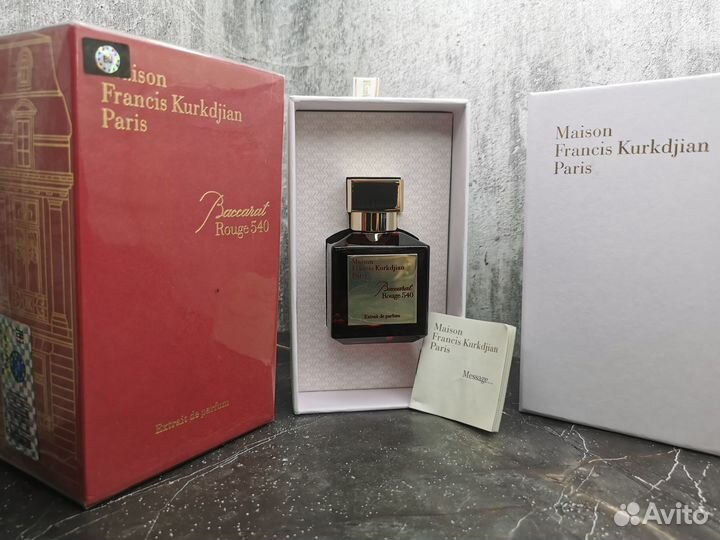 Maison
Francis Kurkdjian
Paris
Baccarat
Rouge 540
Extrait de parfum
Maison
Francis Kurkdjian
Paris
Baccarat
Rouge 540
Extrait de parfum
Maison
Francis Kurkdjian
Paris
Message...
Maison
Francis Kurkdjian
Paris
Avito